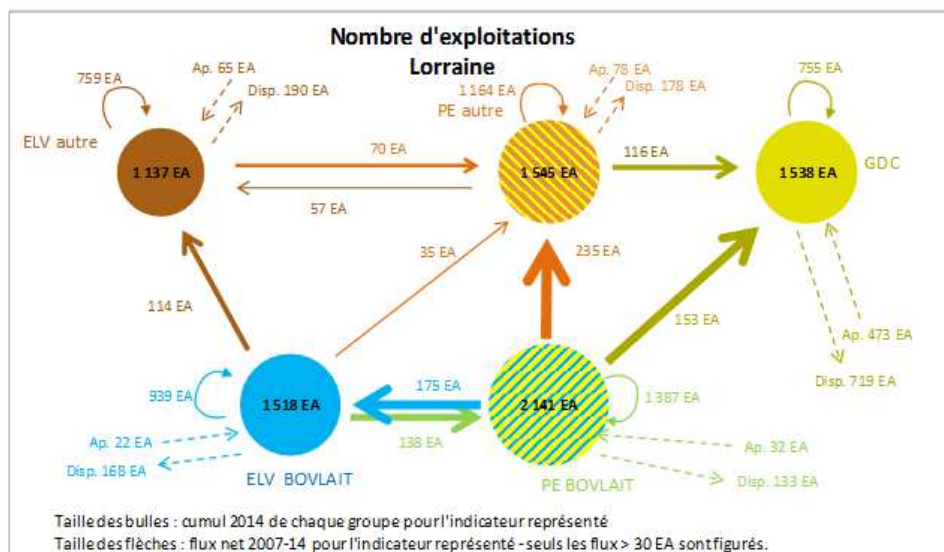 Nombre d'exploitations
Lorraine
759 EA
Ap. 65 EA
Disp. 190 EA
ELV autre
1 137 EA
1 164 EA
Ap. 78 EA
Disp. 178 EA
PE autre
1 545 EA
755 EA
GDC
1 538 EA
70 EA
57 EA
116 EA
35 EA
235 EA
114 EA
153 EA
Ap. 473 EA
Disp. 719 EA
939 EA
1 518 EA
175 EA
138 EA
2 141 EA
1 387 EA
Ap. 22 EA
Disp. 168 EA
ELV BOVLAIT
PE BOVLAIT
Ap. 32 EA
Disp. 133 EA
Taille des bulles : cumul 2014 de chaque groupe pour l'indicateur représenté
Taille des flèches : flux net 2007-14 pour l'indicateur représenté - seuls les flux > 30 EA sont figurés.